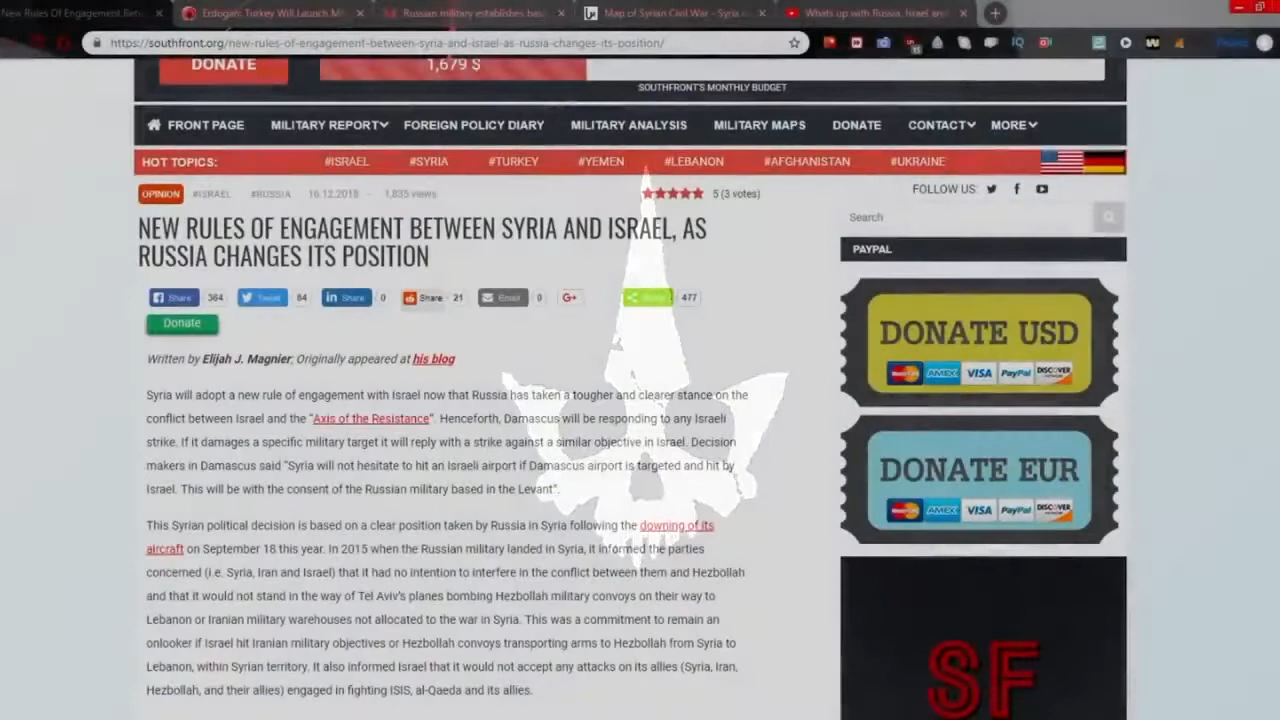 New Rules Of Engagement Bet
Erdogan: Turkey Will Launch M
Russian military establishes
Map of Syrian Civil War - Syria
Whats up with Russia, Israel
https://southfront.org/new-rules-of-engagement-between-syria-and-israel-as-russia-changes-its-position/
DONATE
1,679 $
SOUTHFRONT'S MONTHLY BUDGET
FRONT PAGE MILITARY REPORT FOREIGN POLICY DIARY MILITARY ANALYSIS MILITARY MAPS DONATE CONTACT MORE
HOT TOPICS: #ISRAEL #SYRIA #TURKEY #YEMEN #LEBANON #AFGHANISTAN #UKRAINE
OPINION #ISRAEL #RUSSIA 16.12.2018 - 1,835 views 5 (3 votes)
FOLLOW US:
NEW RULES OF ENGAGEMENT BETWEEN SYRIA AND ISRAEL, AS
RUSSIA CHANGES ITS POSITION
Share 364 Tweet 84 Share 0 Share 21 Email 0 G+ 477
Donate
Written by Elijah J. Magnier; Originally appeared at his blog
Syria will adopt a new rule of engagement with Israel now that Russia has taken a tougher and clearer stance on the
conflict between Israel and the "Axis of the Resistance". Henceforth, Damascus will be responding to any Israeli
strike. If it damages a specific military target it will reply with a strike against a similar objective in Israel. Decision
makers in Damascus said "Syria will not hesitate to hit an Israeli airport if Damascus airport is targeted and hit by
Israel. This will be with the consent of the Russian military based in the Levant".
This Syrian political decision is based on a clear position taken by Russia in Syria following the downing of its
aircraft on September 18 this year. In 2015 when the Russian military landed in Syria, it informed the parties
concerned (i.e. Syria, Iran and Israel) that it had no intention to interfere in the conflict between them and Hezbollah
and that it would not stand in the way of Tel Aviv's planes bombing Hezbollah military convoys on their way to
Lebanon or Iranian military warehouses not allocated to the war in Syria. This was a commitment to remain an
onlooker if Israel hit Iranian military objectives or Hezbollah convoys transporting arms to Hezbollah from Syria to
Lebanon, within Syrian territory. It also informed Israel that it would not accept any attacks on its allies (Syria, Iran,
Hezbollah, and their allies) engaged in fighting ISIS, al-Qaeda and its allies.
Search
PAYPAL
DONATE USD
MasterCard AMEX VISA PayPal DISCOVER
DONATE EUR
MasterCard AMEX VISA PayPal DISCOVER
SF